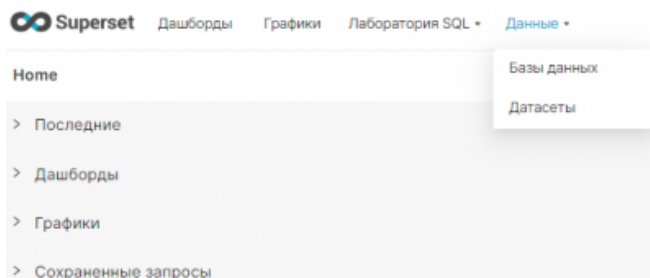 Superset Дашборды Графики Лаборатория SQL Данные
Home
Базы данных
Датасеты
> Последние
> Дашборды
> Графики
> Сохраненные запросы